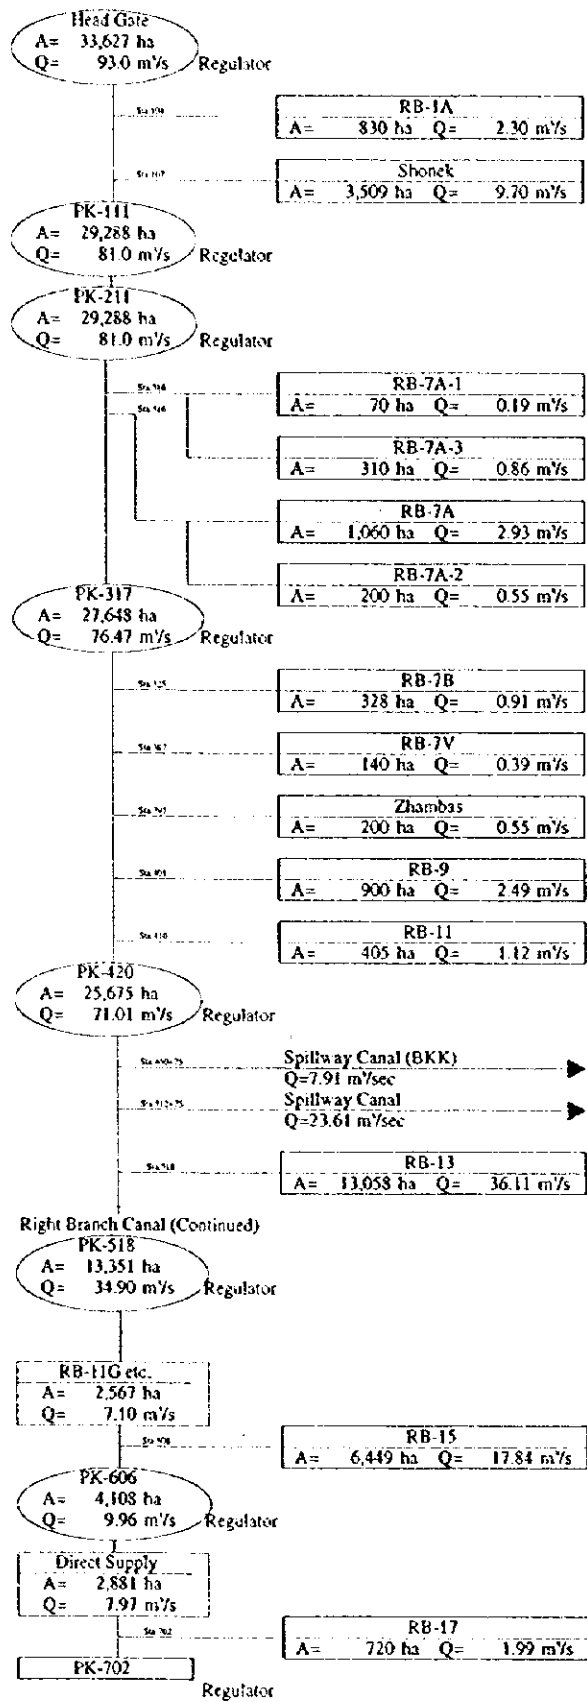 Head Gate
A= 33,627 ha
Q= 93.0 m³/s Regulator
RB-1A
A= 830 ha Q= 2.30 m³/s
Shonek
A= 3,509 ha Q= 9.70 m³/s
PK-111
A= 29,288 ha
Q= 81.0 m³/s Regulator
PK-211
A= 29,288 ha
Q= 81.0 m³/s Regulator
RB-7A-1
A= 70 ha Q= 0.19 m³/s
RB-7A-3
A= 310 ha Q= 0.86 m³/s
RB-7A
A= 1,060 ha Q= 2.93 m³/s
RB-7A-2
A= 200 ha Q= 0.55 m³/s
PK-317
A= 27,648 ha
Q= 76.47 m³/s Regulator
RB-7B
A= 328 ha Q= 0.91 m³/s
RB-7V
A= 140 ha Q= 0.39 m³/s
Zhambas
A= 200 ha Q= 0.55 m³/s
RB-9
A= 900 ha Q= 2.49 m³/s
RB-11
A= 405 ha Q= 1.12 m³/s
PK-420
A= 25,675 ha
Q= 71.01 m³/s Regulator
Spillway Canal (BKK)
Q=7.91 m³/sec
Spillway Canal
Q=23.61 m³/sec
Sta.518
RB-13
A= 13,058 ha Q= 36.11 m³/s
Right Branch Canal (Continued)
PK-518
A= 13,351 ha
Q= 34.90 m³/s Regulator
RB-11G etc.
A= 2,567 ha
Q= 7.10 m³/s
RB-15
A= 6,449 ha Q= 17.84 m³/s
PK-606
A= 4,108 ha
Q= 9.96 m³/s Regulator
Direct Supply
A= 2,881 ha
Q= 7.97 m³/s
Sta.702
RB-17
A= 720 ha Q= 1.99 m³/s
PK-702
Regulator